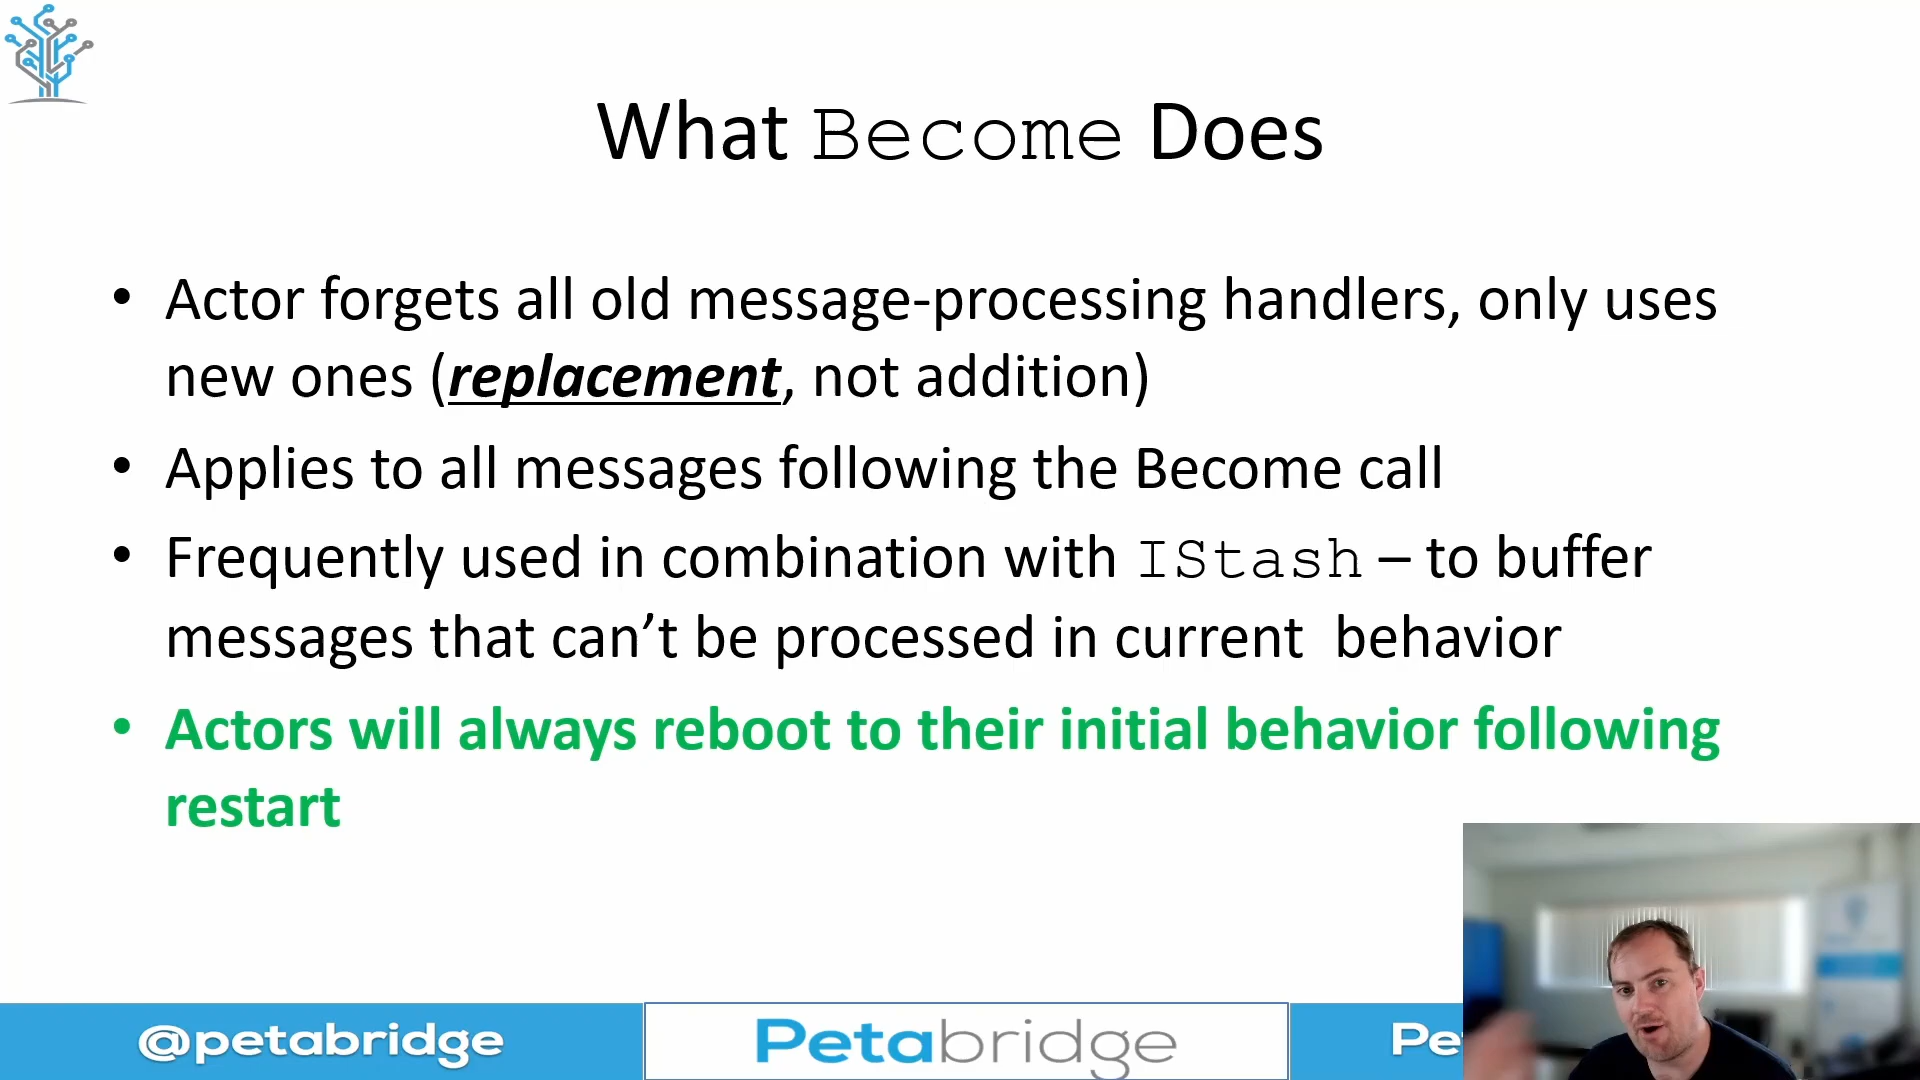 What Become Does
• Actor forgets all old message-processing handlers, only uses
new ones (replacement, not addition)
• Applies to all messages following the Become call
• Frequently used in combination with IStash – to buffer
messages that can’t be processed in current  behavior
• Actors will always reboot to their initial behavior following
restart
@petabridge
Petabridge
Pe